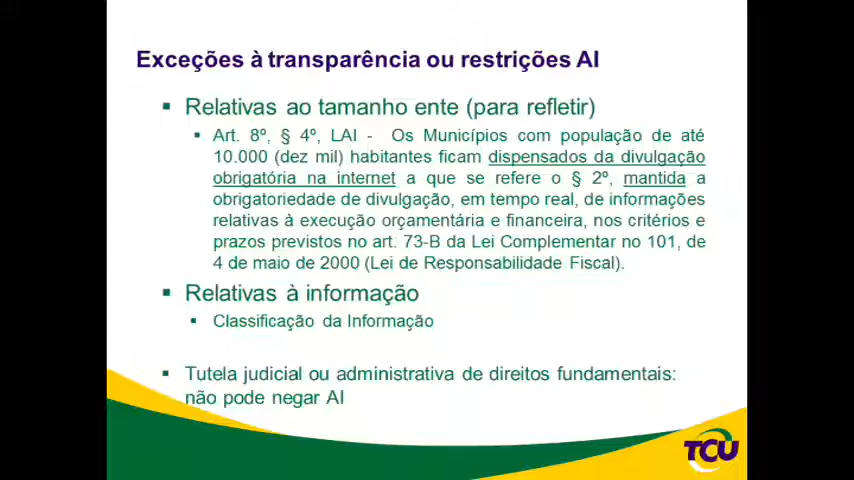 Exceções à transparência ou restrições AI
▪ Relativas ao tamanho ente (para refletir)
▪ Art. 8º, § 4º, LAI - Os Municípios com população de até
10.000 (dez mil) habitantes ficam dispensados da divulgação
obrigatória na internet a que se refere o § 2º, mantida a
obrigatoriedade de divulgação, em tempo real, de informações
relativas à execução orçamentária e financeira, nos critérios e
prazos previstos no art. 73-B da Lei Complementar no 101, de
4 de maio de 2000 (Lei de Responsabilidade Fiscal).
▪ Relativas à informação
▪ Classificação da Informação
▪ Tutela judicial ou administrativa de direitos fundamentais:
não pode negar AI
TCU